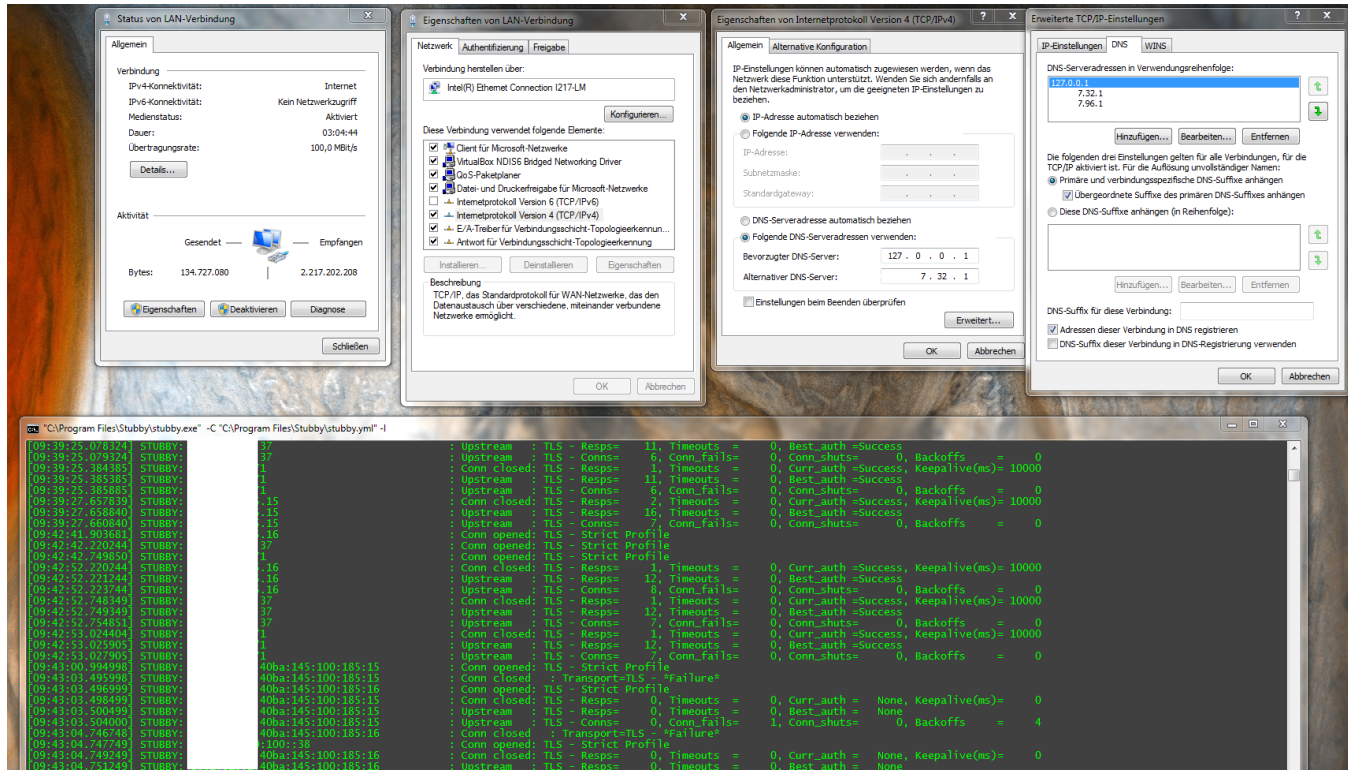 Status von LAN-Verbindung
Allgemein
Verbindung
IPv4-Konnektivität: Internet
IPv6-Konnektivität: Kein Netzwerkzugriff
Medienstatus: Aktiviert
Dauer: 03:04:44
Übertragungsrate: 100,0 MBit/s
Details...
Aktivität
Gesendet Empfangen
Bytes: 134.727.080 2.217.202.208
Eigenschaften Deaktivieren Diagnose
Schließen
Eigenschaften von LAN-Verbindung
Netzwerk Authentifizierung Freigabe
Verbindung herstellen über:
Intel(R) Ethernet Connection I217-LM
Konfigurieren...
Diese Verbindung verwendet folgende Elemente:
Client für Microsoft-Netzwerke
VirtualBox NDIS6 Bridged Networking Driver
QoS-Paketplaner
Datei- und Druckerfreigabe für Microsoft-Netzwerke
Internetprotokoll Version 6 (TCP/IPv6)
Internetprotokoll Version 4 (TCP/IPv4)
E/A-Treiber für Verbindungsschicht-Topologieerkennun...
Antwort für Verbindungsschicht-Topologieerkennung
Installieren... Deinstallieren Eigenschaften
Beschreibung
TCP/IP, das Standardprotokoll für WAN-Netzwerke, das den
Datenaustausch über verschiedene, miteinander verbundene
Netzwerke ermöglicht.
OK Abbrechen
Eigenschaften von Internetprotokoll Version 4 (TCP/IPv4)
Allgemein Alternative Konfiguration
IP-Einstellungen können automatisch zugewiesen werden, wenn das
Netzwerk diese Funktion unterstützt. Wenden Sie sich andernfalls an
den Netzwerkadministrator, um die geeigneten IP-Einstellungen zu
beziehen.
IP-Adresse automatisch beziehen
Folgende IP-Adresse verwenden:
IP-Adresse: . . .
Subnetzmaske: . . .
Standardgateway: . . .
DNS-Serveradresse automatisch beziehen
Folgende DNS-Serveradressen verwenden:
Bevorzugter DNS-Server: 127 . 0 . 0 . 1
Alternativer DNS-Server: 7 . 32 . 1
Einstellungen beim Beenden überprüfen
Erweitert...
OK Abbrechen
Erweiterte TCP/IP-Einstellungen
IP-Einstellungen DNS WINS
DNS-Serveradressen in Verwendungsreihenfolge:
127.0.0.1
7.32.1
7.96.1
Hinzufügen... Bearbeiten... Entfernen
Die folgenden drei Einstellungen gelten für alle Verbindungen, für die
TCP/IP aktiviert ist. Für die Auflösung unvollständiger Namen:
Primäre und verbindungsspezifische DNS-Suffixe anhängen
Übergeordnete Suffixe des primären DNS-Suffixes anhängen
Diese DNS-Suffixe anhängen (in Reihenfolge):
Hinzufügen... Bearbeiten... Entfernen
DNS-Suffix für diese Verbindung:
Adressen dieser Verbindung in DNS registrieren
DNS-Suffix dieser Verbindung in DNS-Registrierung verwenden
OK Abbrechen
"C:\Program Files\Stubby\stubby.exe" -C "C:\Program Files\Stubby\stubby.yml" -l
[09:39:25.078324] STUBBY: 37 : Upstream : TLS - Resps= 11, Timeouts = 0, Best_auth =Success
[09:39:25.079324] STUBBY: 37 : Upstream : TLS - Conns= 6, Conn_fails= 0, Conn_shuts= 0, Backoffs = 0
[09:39:25.384385] STUBBY: 1 : Conn closed: TLS - Resps= 1, Timeouts = 0, Curr_auth =Success, Keepalive(ms)= 10000
[09:39:25.385385] STUBBY: 1 : Upstream : TLS - Resps= 11, Timeouts = 0, Best_auth =Success
[09:39:25.385885] STUBBY: 1 : Upstream : TLS - Conns= 6, Conn_fails= 0, Conn_shuts= 0, Backoffs = 0
[09:39:27.657839] STUBBY: .15 : Conn closed: TLS - Resps= 2, Timeouts = 0, Curr_auth =Success, Keepalive(ms)= 10000
[09:39:27.658840] STUBBY: .15 : Upstream : TLS - Resps= 16, Timeouts = 0, Best_auth =Success
[09:39:27.660840] STUBBY: .15 : Upstream : TLS - Conns= 7, Conn_fails= 0, Conn_shuts= 0, Backoffs = 0
[09:42:41.903681] STUBBY: .16 : Conn opened: TLS - Strict Profile
[09:42:42.220244] STUBBY: 37 : Conn opened: TLS - Strict Profile
[09:42:42.749850] STUBBY: 1 : Conn opened: TLS - Strict Profile
[09:42:52.220244] STUBBY: .16 : Conn closed: TLS - Resps= 1, Timeouts = 0, Curr_auth =Success, Keepalive(ms)= 10000
[09:42:52.221244] STUBBY: .16 : Upstream : TLS - Resps= 12, Timeouts = 0, Best_auth =Success
[09:42:52.223744] STUBBY: .16 : Upstream : TLS - Conns= 8, Conn_fails= 0, Conn_shuts= 0, Backoffs = 0
[09:42:52.748349] STUBBY: 37 : Conn closed: TLS - Resps= 1, Timeouts = 0, Curr_auth =Success, Keepalive(ms)= 10000
[09:42:52.749349] STUBBY: 37 : Upstream : TLS - Resps= 12, Timeouts = 0, Best_auth =Success
[09:42:52.754851] STUBBY: 37 : Upstream : TLS - Conns= 7, Conn_fails= 0, Conn_shuts= 0, Backoffs = 0
[09:42:53.024404] STUBBY: 1 : Conn closed: TLS - Resps= 1, Timeouts = 0, Curr_auth =Success, Keepalive(ms)= 10000
[09:42:53.025905] STUBBY: 1 : Upstream : TLS - Resps= 12, Timeouts = 0, Best_auth =Success
[09:42:53.027905] STUBBY: 1 : Upstream : TLS - Conns= 7, Conn_fails= 0, Conn_shuts= 0, Backoffs = 0
[09:43:00.994998] STUBBY: 40ba:145:100:185:15 : Conn opened: TLS - Strict Profile
[09:43:03.495998] STUBBY: 40ba:145:100:185:15 : Conn closed : Transport=TLS - *Failure*
[09:43:03.496999] STUBBY: 40ba:145:100:185:16 : Conn opened: TLS - Strict Profile
[09:43:03.498499] STUBBY: 40ba:145:100:185:15 : Conn closed: TLS - Resps= 0, Timeouts = 0, Curr_auth = None, Keepalive(ms)= 0
[09:43:03.500499] STUBBY: 40ba:145:100:185:15 : Upstream : TLS - Resps= 0, Timeouts = 0, Best_auth = None
[09:43:03.504000] STUBBY: 40ba:145:100:185:15 : Upstream : TLS - Conns= 0, Conn_fails= 1, Conn_shuts= 0, Backoffs = 4
[09:43:04.746748] STUBBY: 40ba:145:100:185:16 : Conn closed : Transport=TLS - *Failure*
[09:43:04.747749] STUBBY: :100::38 : Conn opened: TLS - Strict Profile
[09:43:04.749249] STUBBY: 40ba:145:100:185:16 : Conn closed: TLS - Resps= 0, Timeouts = 0, Curr_auth = None, Keepalive(ms)= 0
[09:43:04.751249] STUBBY: 40ba:145:100:185:16 : Upstream : TLS - Resps= 0, Timeouts = 0, Best_auth = None